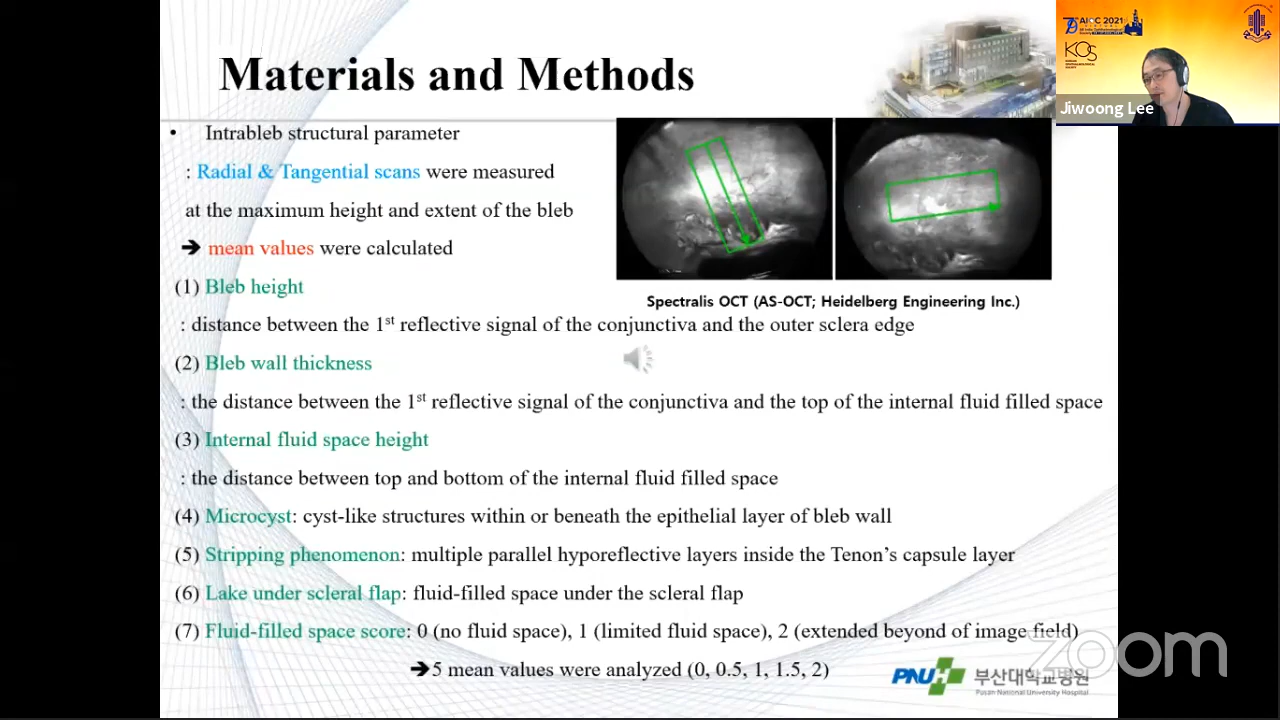 Materials and Methods
• Intrableb structural parameter
: Radial & Tangential scans were measured
at the maximum height and extent of the bleb
➔ mean values were calculated
(1) Bleb height
: distance between the 1st reflective signal of the conjunctiva and the outer sclera edge
(2) Bleb wall thickness
: the distance between the 1st reflective signal of the conjunctiva and the top of the internal fluid filled space
(3) Internal fluid space height
: the distance between top and bottom of the internal fluid filled space
(4) Microcyst: cyst-like structures within or beneath the epithelial layer of bleb wall
(5) Stripping phenomenon: multiple parallel hyporeflective layers inside the Tenon's capsule layer
(6) Lake under scleral flap: fluid-filled space under the scleral flap
(7) Fluid-filled space score: 0 (no fluid space), 1 (limited fluid space), 2 (extended beyond of image field)
➔5 mean values were analyzed (0, 0.5, 1, 1.5, 2)
Spectralis OCT (AS-OCT; Heidelberg Engineering Inc.)
AIOC 2021
KOS
Jiwoong Lee
PNUH 부산대학교병원
Pusan National University Hospital
zoom